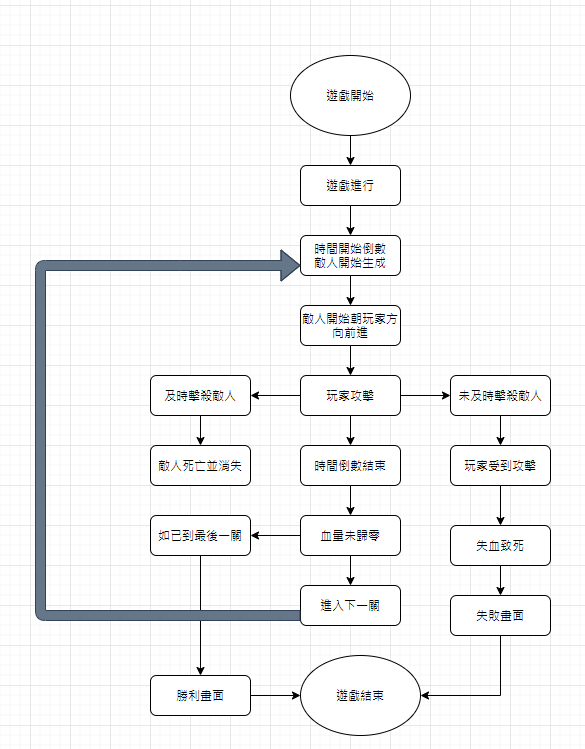 遊戲開始
遊戲進行
時間開始倒數
敵人開始生成
敵人開始朝玩家方
向前進
及時擊殺敵人
玩家攻擊
未及時擊殺敵人
敵人死亡並消失
時間倒數結束
玩家受到攻擊
如已到最後一關
血量未歸零
失血致死
進入下一關
失敗畫面
勝利畫面
遊戲結束